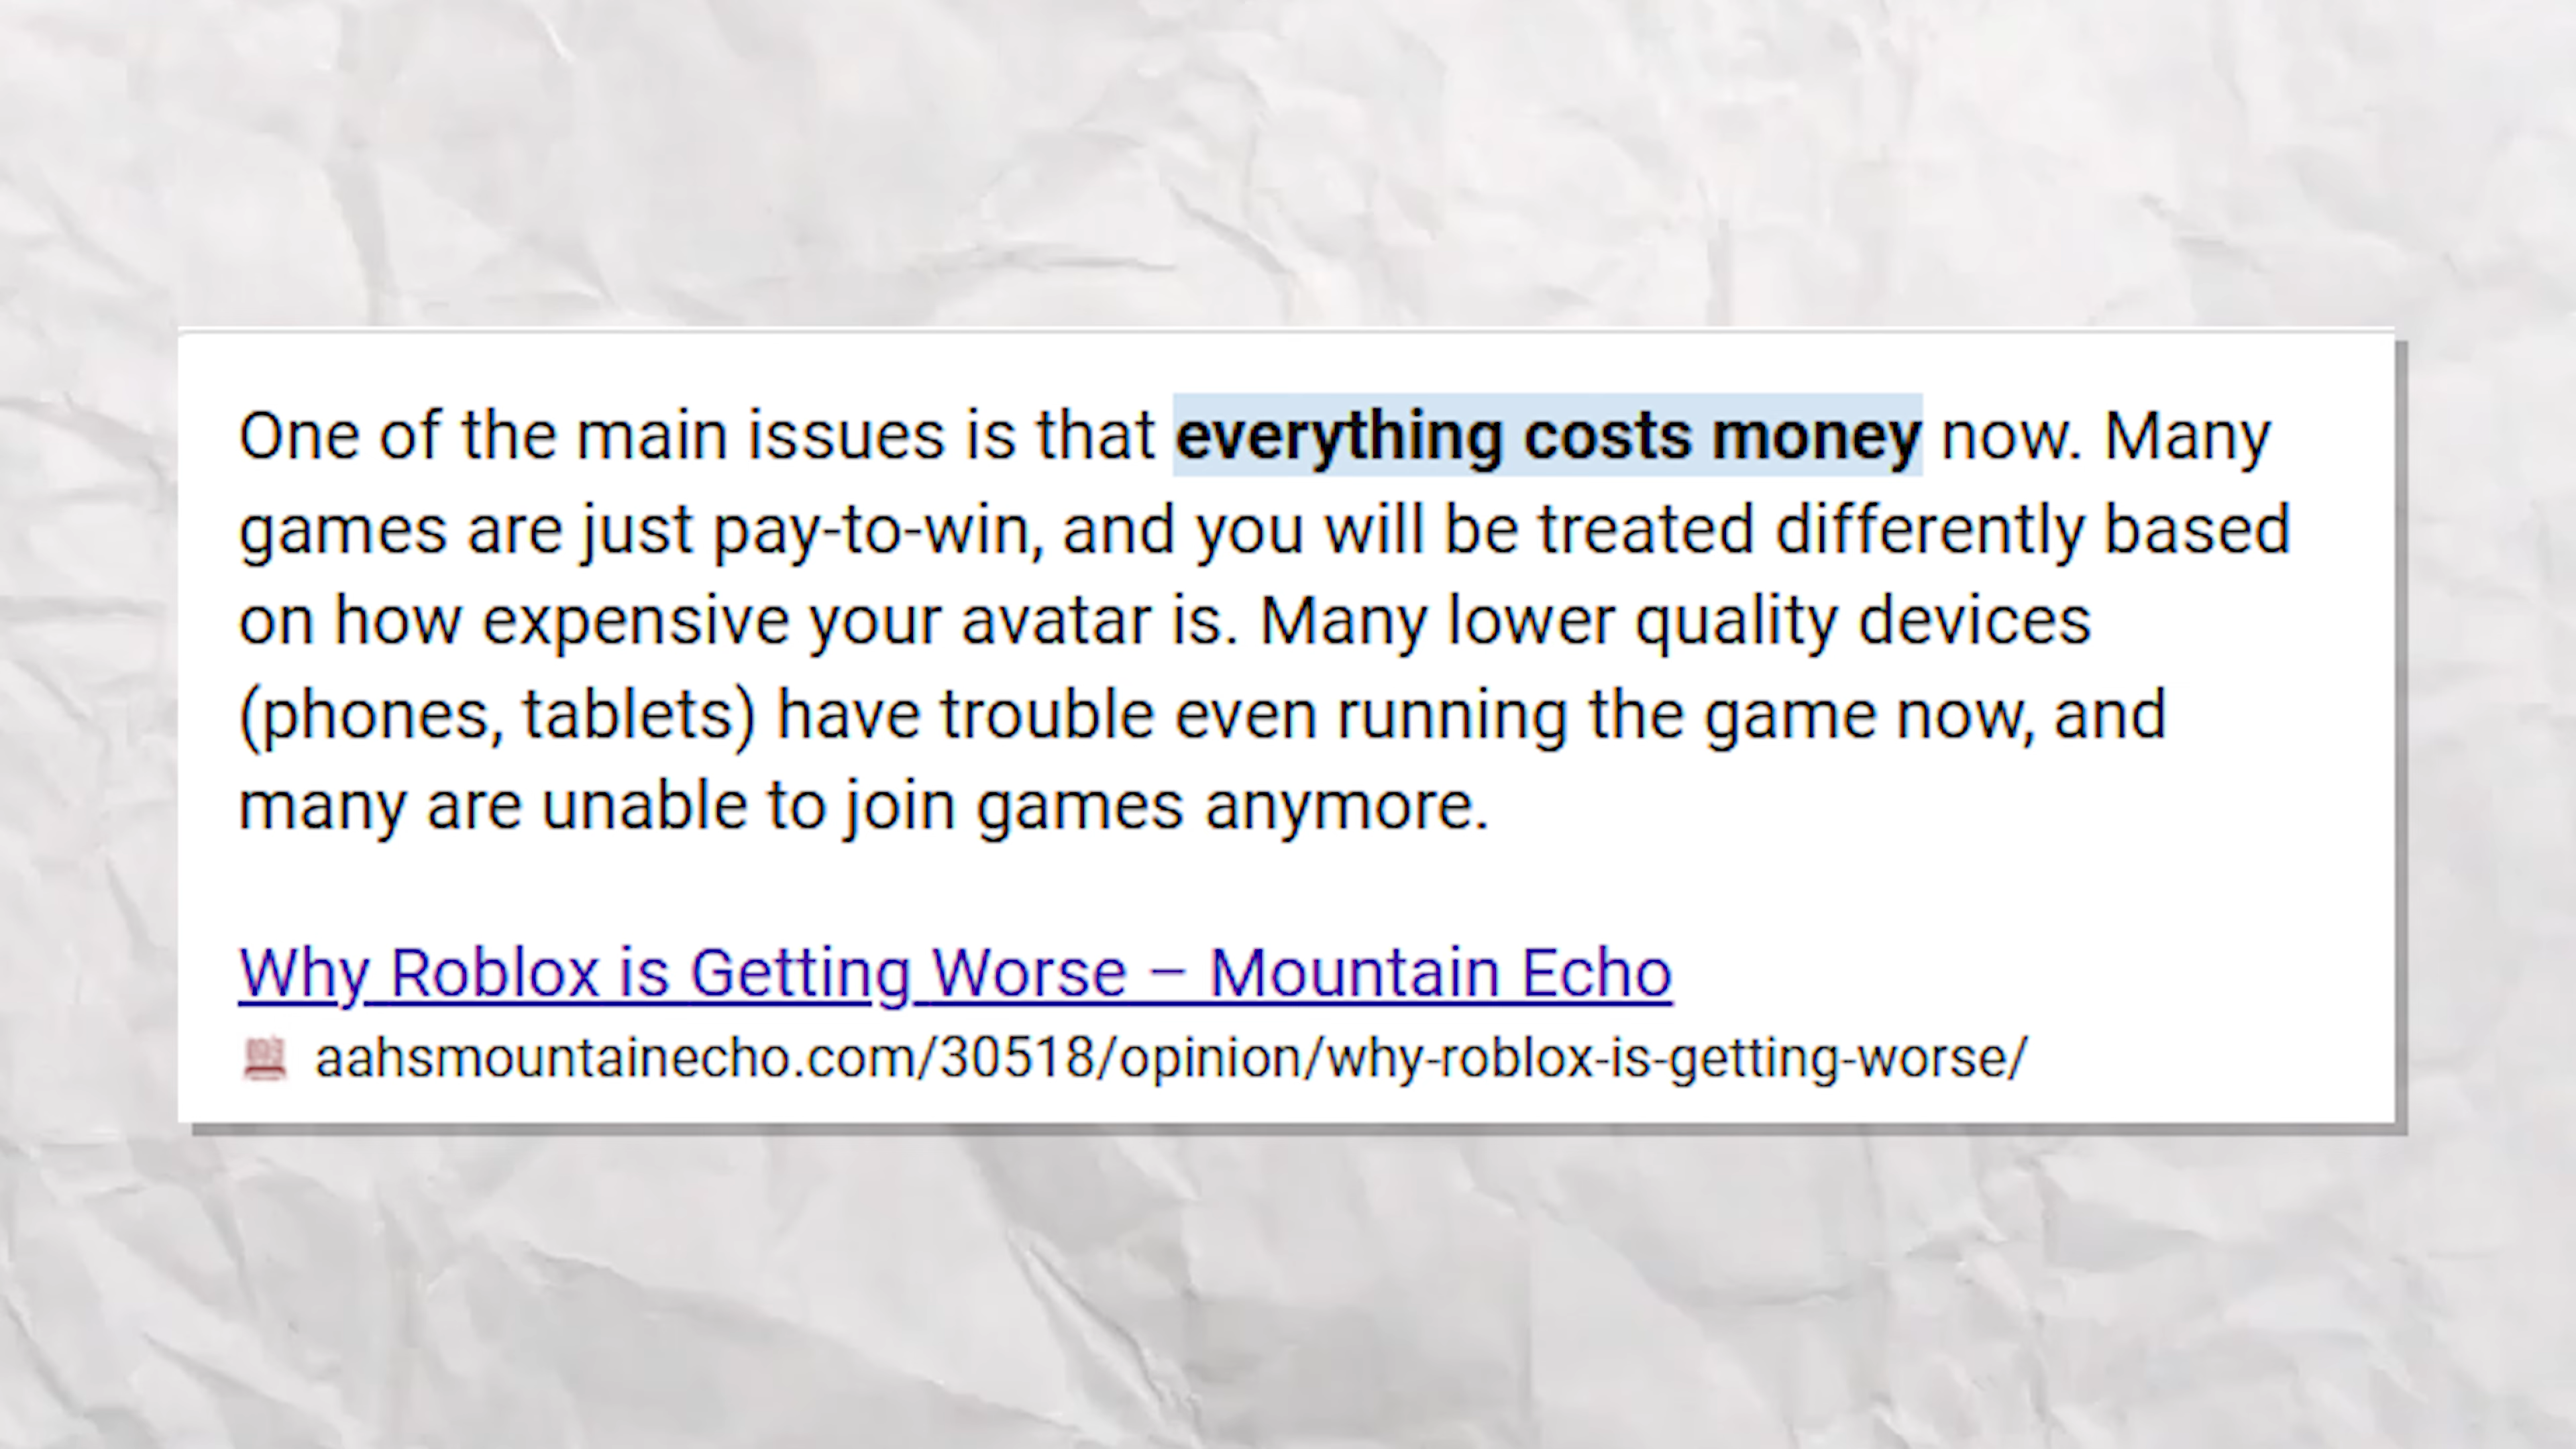 One of the main issues is that everything costs money now. Many
games are just pay-to-win, and you will be treated differently based
on how expensive your avatar is. Many lower quality devices
(phones, tablets) have trouble even running the game now, and
many are unable to join games anymore.
Why Roblox is Getting Worse – Mountain Echo
aahsmountainecho.com/30518/opinion/why-roblox-is-getting-worse/